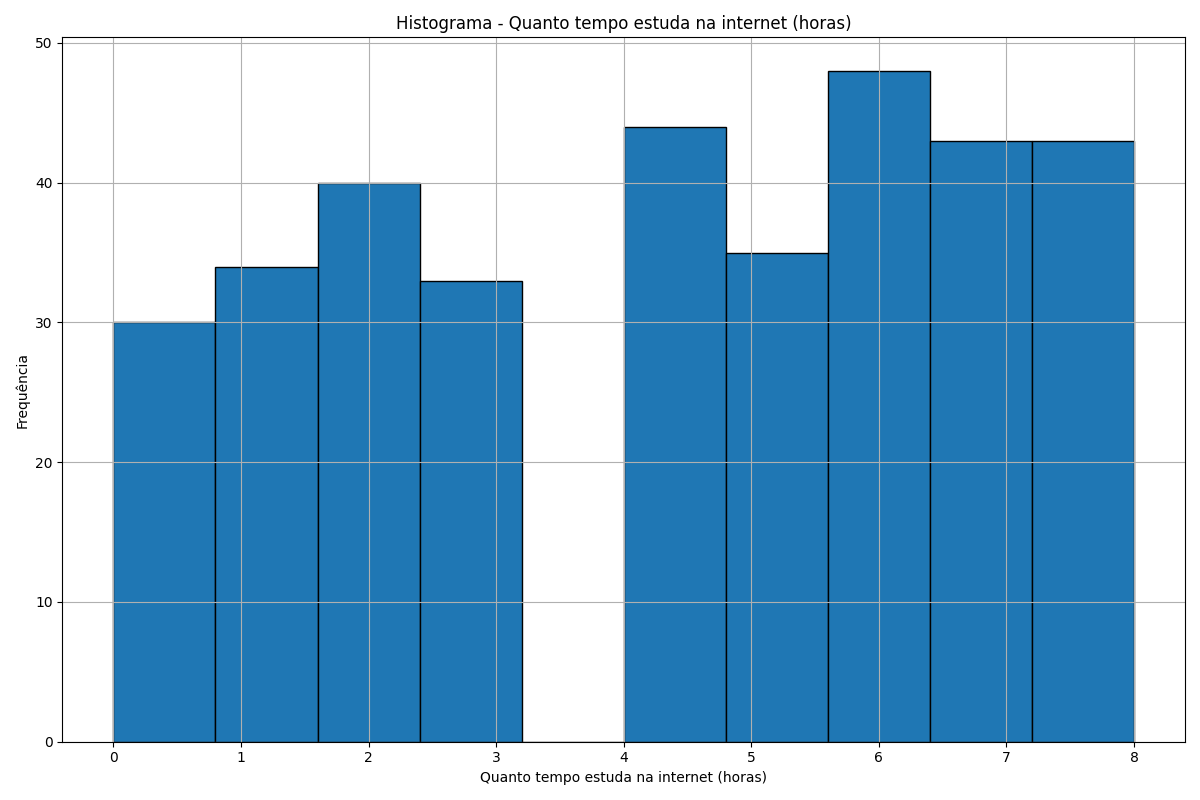 Histograma - Quanto tempo estuda na internet (horas)
50
40
30
20
10
0
Frequência
0 1 2 3 4 5 6 7 8
Quanto tempo estuda na internet (horas)